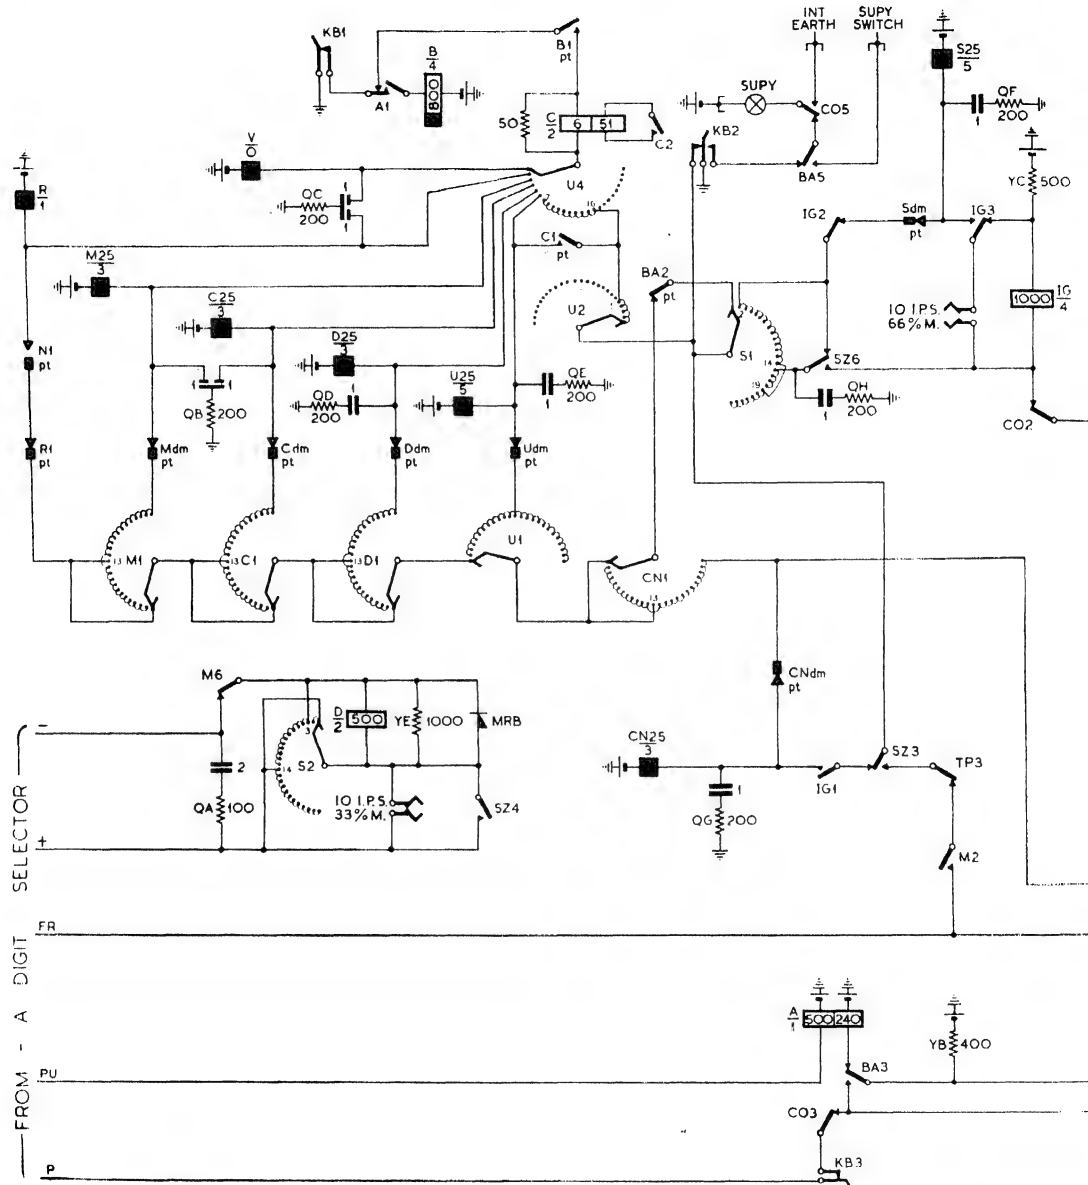 INT
EARTH
SUPY
SWITCH
KB1
B1
pt
B
4
800
A1
S25
5
SUPY
QF
1
200
50
C
2
6
51
C2
CO5
KB2
BA5
V
0
U4
YC
500
R
1
QC
200
1
1
7
16
IG2
Sdm
pt
IG3
M25
3
C1
pt
BA2
pt
C25
3
U2
10 I.P.S.
66% M.
1000
IG
4
N1
pt
D25
3
S1
14
SZ6
1
1
QB
200
QD
200
1
U25
5
QE
1
200
19
QH
1
200
CO2
R1
pt
Mdm
pt
Cdm
pt
Ddm
pt
Udm
pt
13
M1
13
C1
13
D1
U1
CN1
13
M6
D
2
500
YE
1000
MRB
CNdm
pt
3
S2
14
2
CN25
3
SZ3
TP3
QA
100
10 I.P.S.
33% M.
SZ4
1
QG
200
IG1
M2
FROM - A DIGIT SELECTOR
−
+
FR
A
1
500
240
YB
400
PU
BA3
CO3
P
KB3